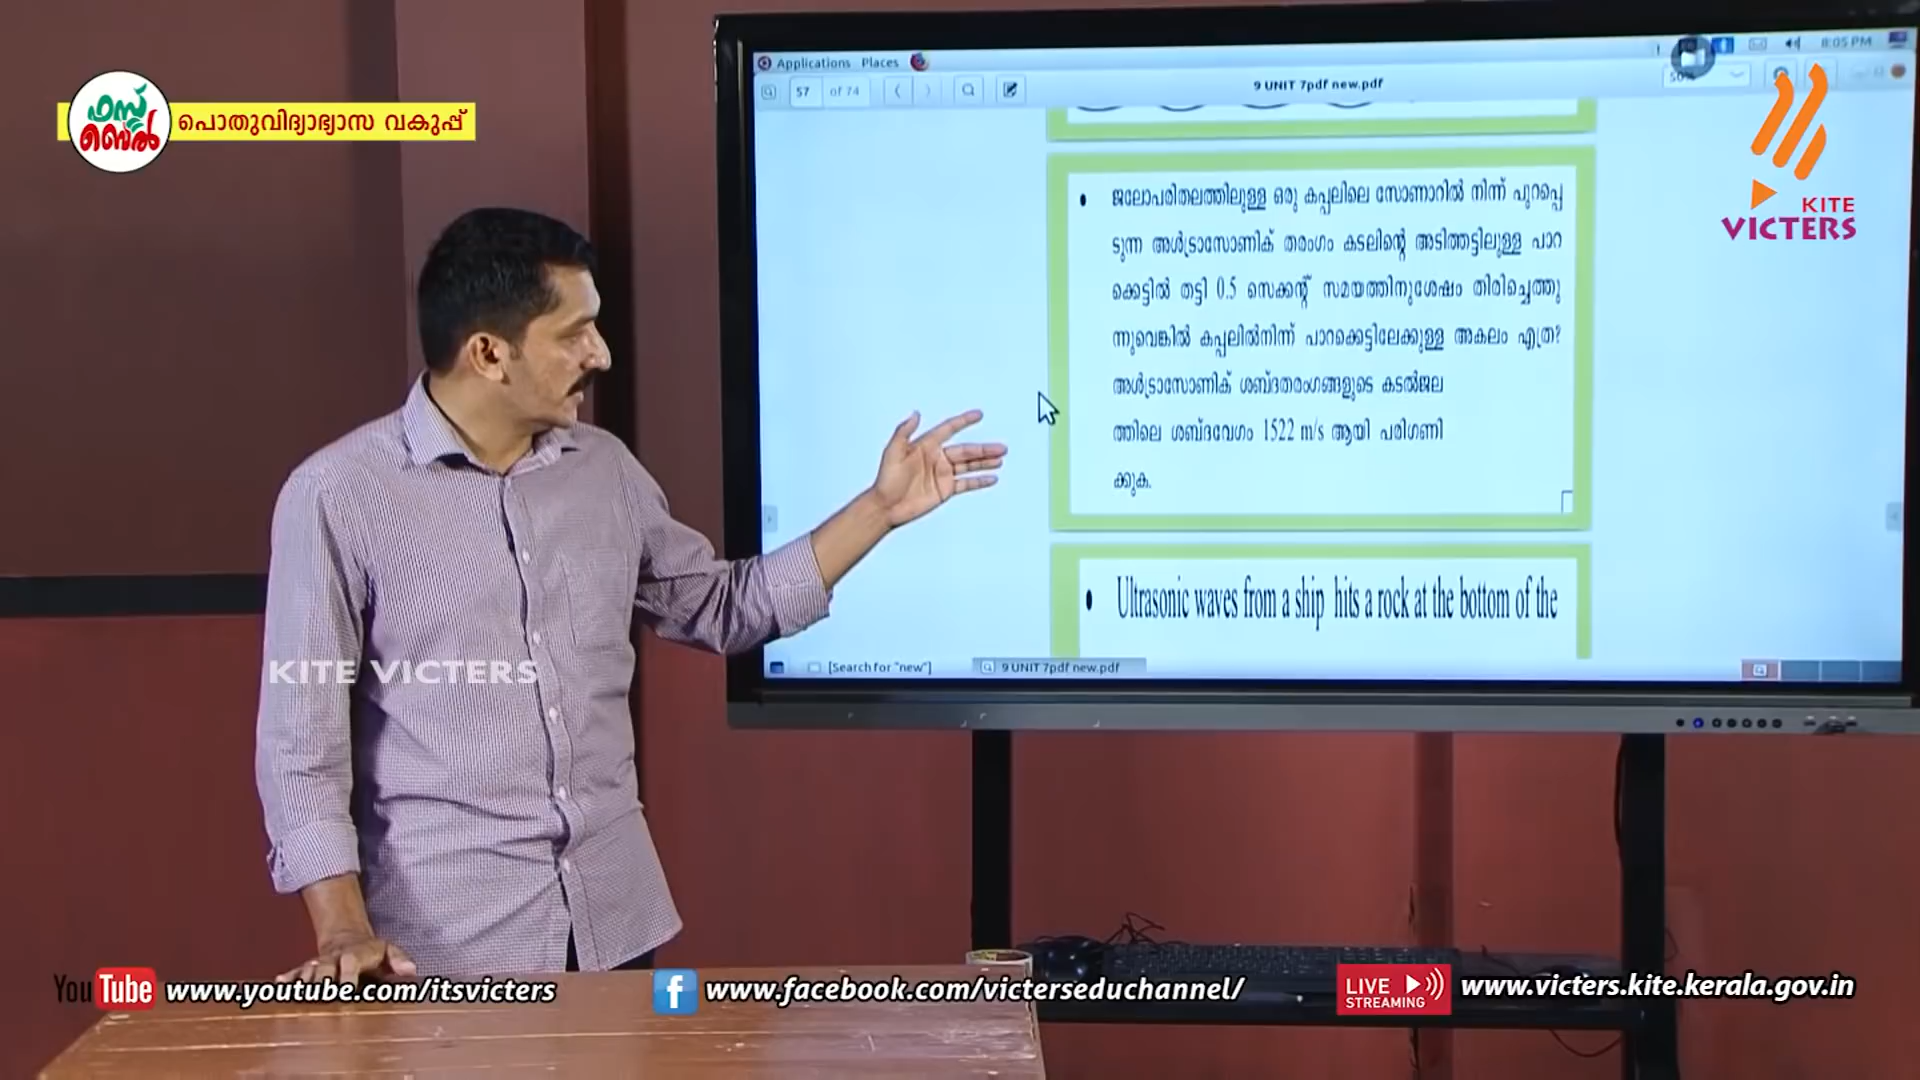 ഫസ്റ്റ്
ബെൽ
പൊതുവിദ്യാഭ്യാസ വകുപ്പ്
Applications Places
8:05 PM
57 of 74
9 UNIT 7pdf new.pdf
50%
KITE
VICTERS
• ജലോപരിതലത്തിലുള്ള ഒരു കപ്പലിലെ സോണാറിൽ നിന്ന് പുറപ്പെ
ടുന്ന അൾട്രാസോണിക് തരംഗം കടലിന്റെ അടിത്തട്ടിലുള്ള പാറ
ക്കെട്ടിൽ തട്ടി 0.5 സെക്കന്റ് സമയത്തിനുശേഷം തിരിച്ചെത്തു
ന്നുവെങ്കിൽ കപ്പലിൽനിന്ന് പാറക്കെട്ടിലേക്കുള്ള അകലം എത്ര?
അൾട്രാസോണിക് ശബ്ദതരംഗങ്ങളുടെ കടൽജല
ത്തിലെ ശബ്ദവേഗം 1522 m/s ആയി പരിഗണി
ക്കുക.
• Ultrasonic waves from a ship hits a rock at the bottom of the
[Search for "new"] 9 UNIT 7pdf new.pdf
KITE VICTERS
YouTube www.youtube.com/itsvicters
f www.facebook.com/victerseduchannel/
LIVE
STREAMING
www.victers.kite.kerala.gov.in